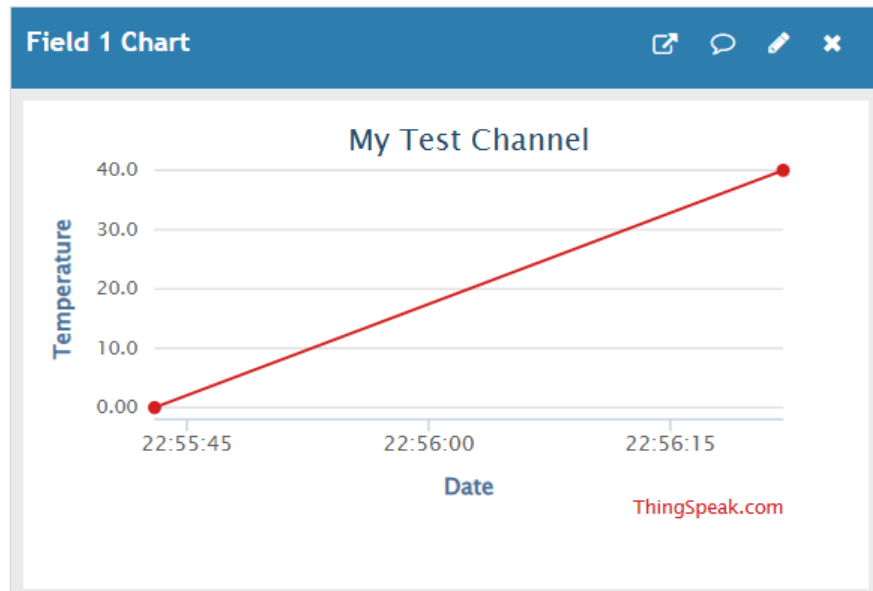 Field 1 Chart
My Test Channel
40.0
30.0
20.0
10.0
0.00
Temperature
22:55:45 22:56:00 22:56:15
Date
ThingSpeak.com